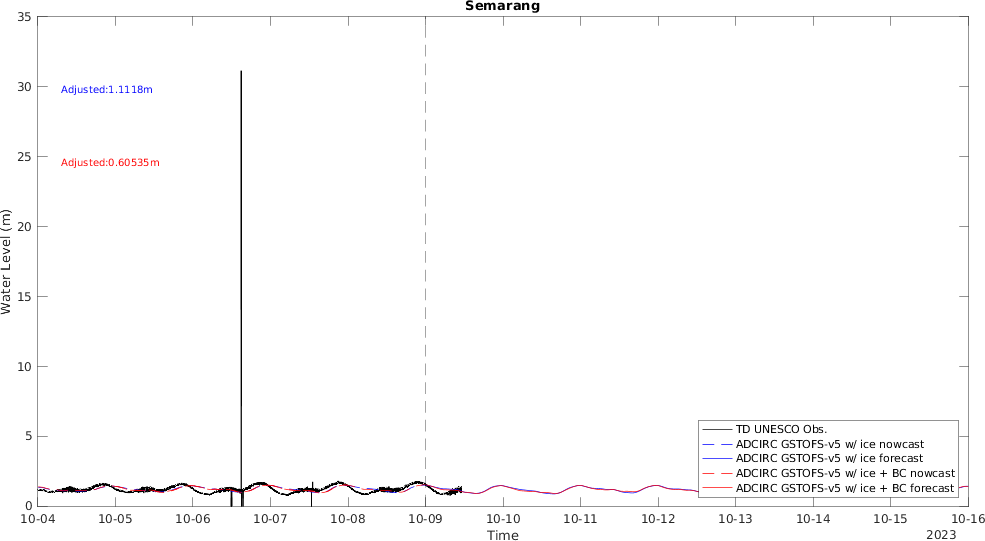 Semarang
35
30
25
20
15
10
5
0
Water Level (m)
Adjusted:1.1118m
Adjusted:0.60535m
TD UNESCO Obs.
ADCIRC GSTOFS-v5 w/ ice nowcast
ADCIRC GSTOFS-v5 w/ ice forecast
ADCIRC GSTOFS-v5 w/ ice + BC nowcast
ADCIRC GSTOFS-v5 w/ ice + BC forecast
10-04 10-05 10-06 10-07 10-08 10-09 10-10 10-11 10-12 10-13 10-14 10-15 10-16
Time
2023